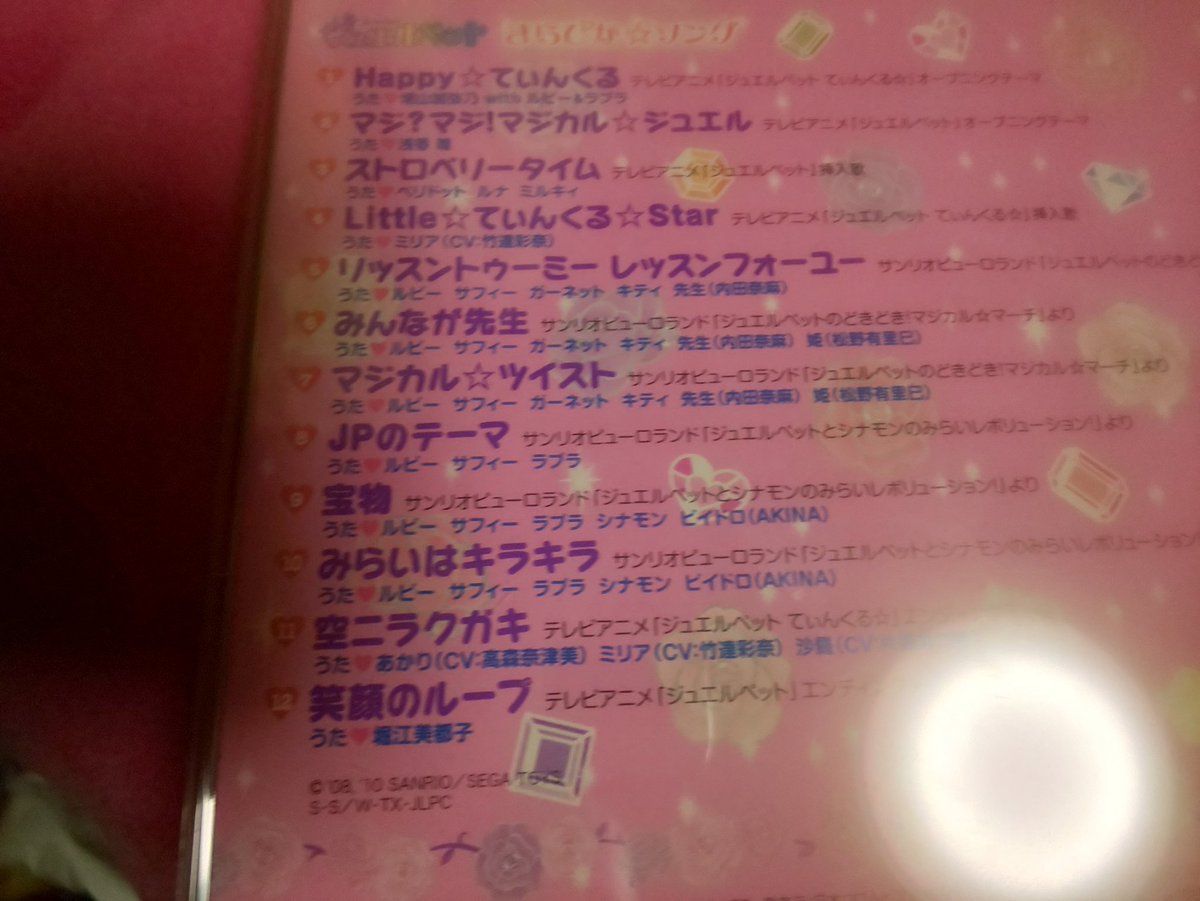 ジュエルペット きらぴか☆ソング
1 Happy☆てぃんくる テレビアニメ「ジュエルペット てぃんくる☆」オープニングテーマ
うた♥ with ルビー&ラブラ
2 マジ?マジ!マジカル☆ジュエル テレビアニメ「ジュエルペット」オープニングテーマ
うた♥浅香 唯
3 ストロベリータイム テレビアニメ「ジュエルペット」挿入歌
うた♥ペリドット ルナ ミルキィ
4 Little☆てぃんくる☆Star テレビアニメ「ジュエルペット てぃんくる☆」挿入歌
うた♥ミリア(CV:竹達彩奈)
5 リッスントゥーミー レッスンフォーユー サンリオピューロランド「ジュエルペットのどきど
うた♥ルビー サフィー ガーネット キティ 先生(内田奈麻)
6 みんなが先生 サンリオピューロランド「ジュエルペットのどきどき!マジカル☆マーチ」より
うた♥ルビー サフィー ガーネット キティ 先生(内田奈麻) 姫(松野有里巳)
7 マジカル☆ツイスト サンリオピューロランド「ジュエルペットのどきどき!マジカル☆マーチ」より
うた♥ルビー サフィー ガーネット キティ 先生(内田奈麻) 姫(松野有里巳)
8 JPのテーマ サンリオピューロランド「ジュエルペットとシナモンのみらいレボリューション!」より
うた♥ルビー サフィー ラブラ
9 宝物 サンリオピューロランド「ジュエルペットとシナモンのみらいレボリューション!」より
うた♥ルビー サフィー ラブラ シナモン ビイドロ(AKINA)
10 みらいはキラキラ サンリオピューロランド「ジュエルペットとシナモンのみらいレボリューション
うた♥ルビー サフィー ラブラ シナモン ビイドロ(AKINA)
11 空ニラクガキ テレビアニメ「ジュエルペット てぃんくる☆」
うた♥あかり(CV:高森奈津美) ミリア(CV:竹達彩奈) 沙羅(CV:
12 笑顔のループ テレビアニメ「ジュエルペット」エンディ
うた♥堀江美都子
©'08, '10 SANRIO/SEGA TOYS
S-S/W-TX-JLPC